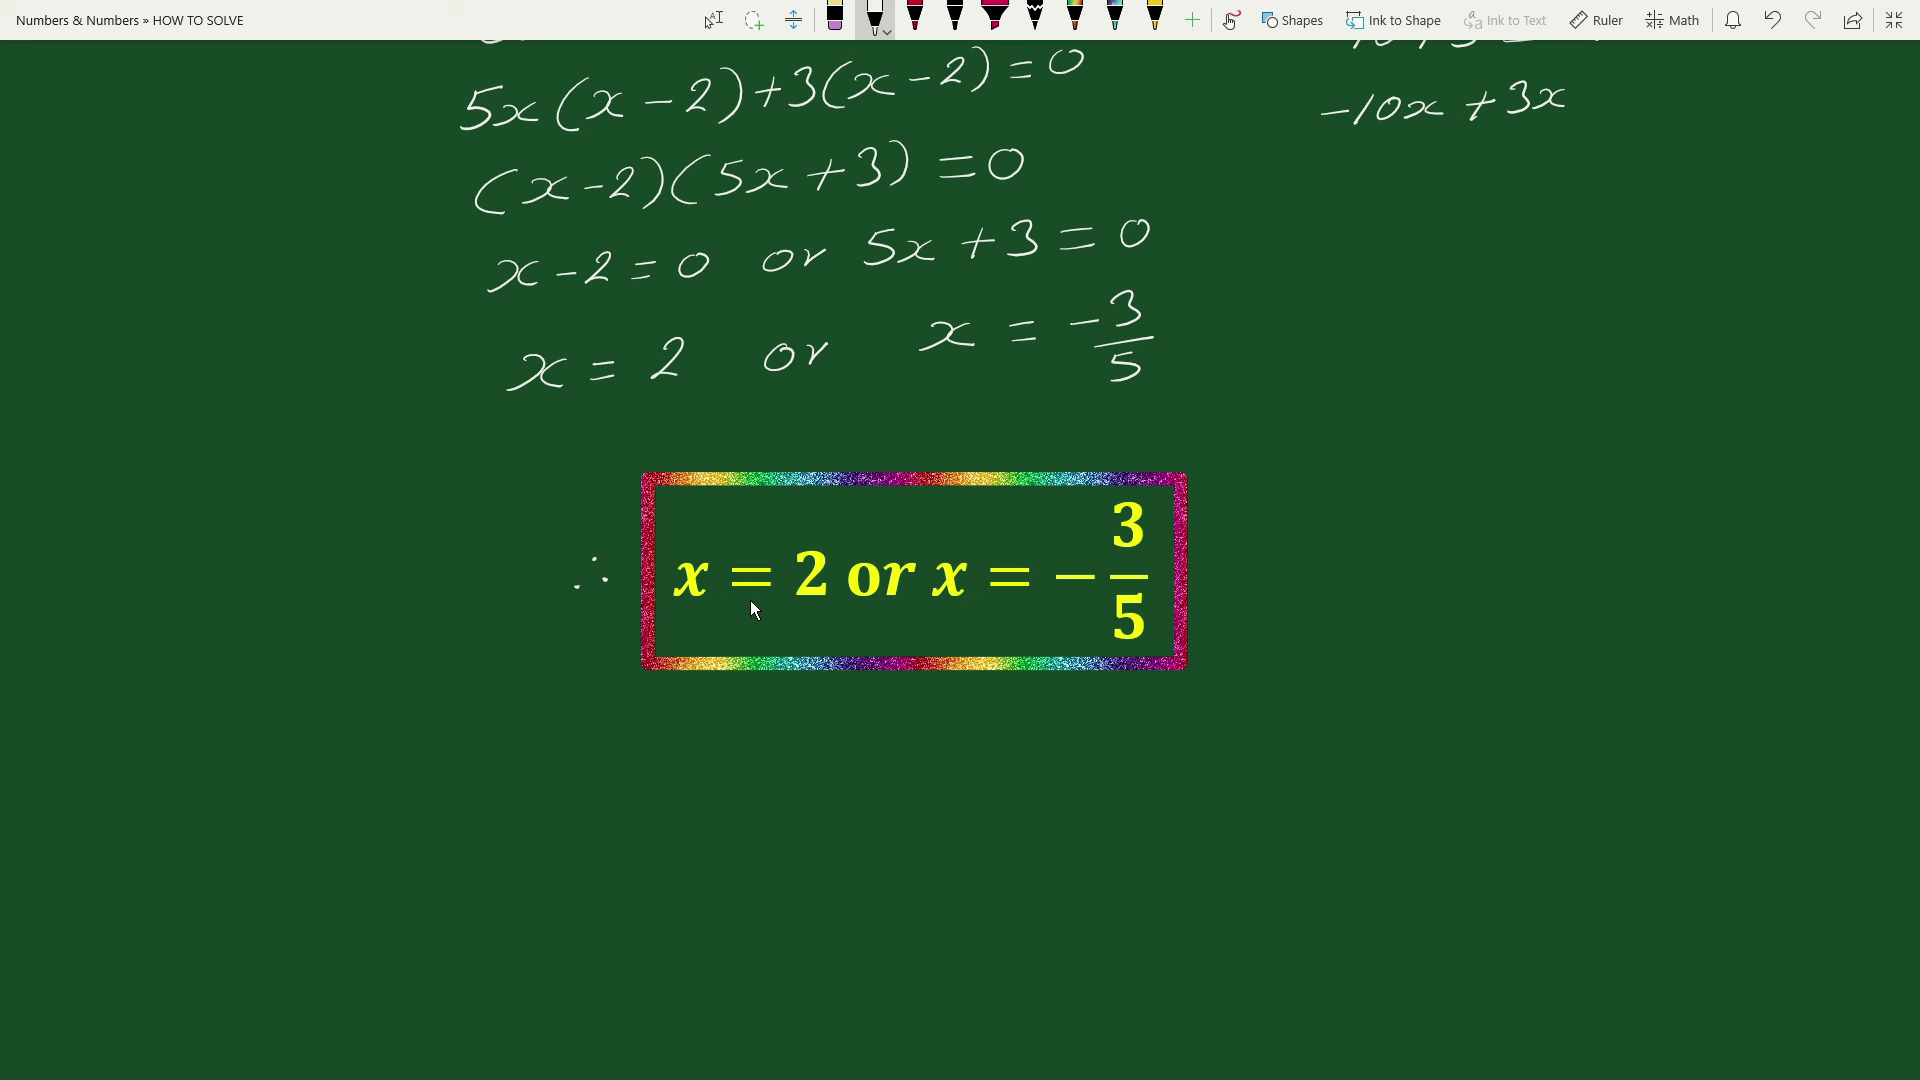 Numbers & Numbers » HOW TO SOLVE
Shapes Ink to Shape Ink to Text Ruler Math
5x(x-2)+3(x-2)=0
-10x+3x
(x-2)(5x+3)=0
x-2=0 or 5x+3=0
x=2 or x=-3/5
∴ x = 2 or x = -3/5